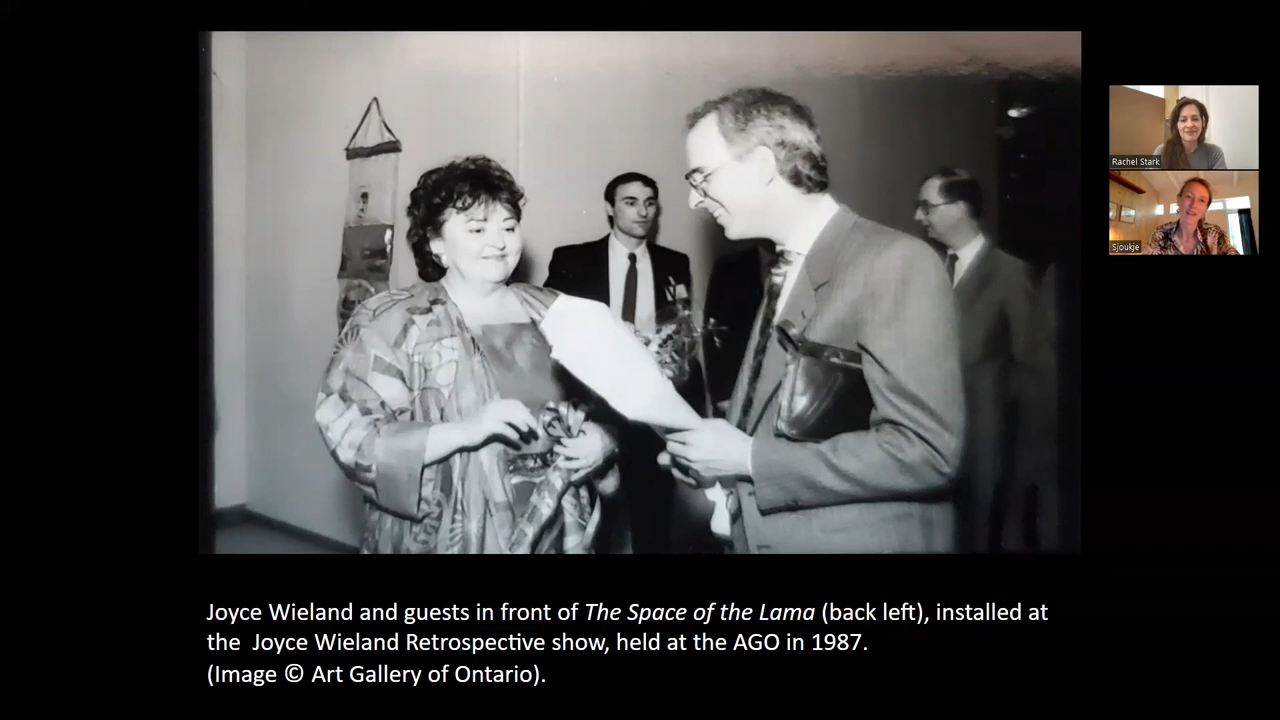 Rachel Stark
Sjoukje
Joyce Wieland and guests in front of The Space of the Lama (back left), installed at
the  Joyce Wieland Retrospective show, held at the AGO in 1987.
(Image © Art Gallery of Ontario).